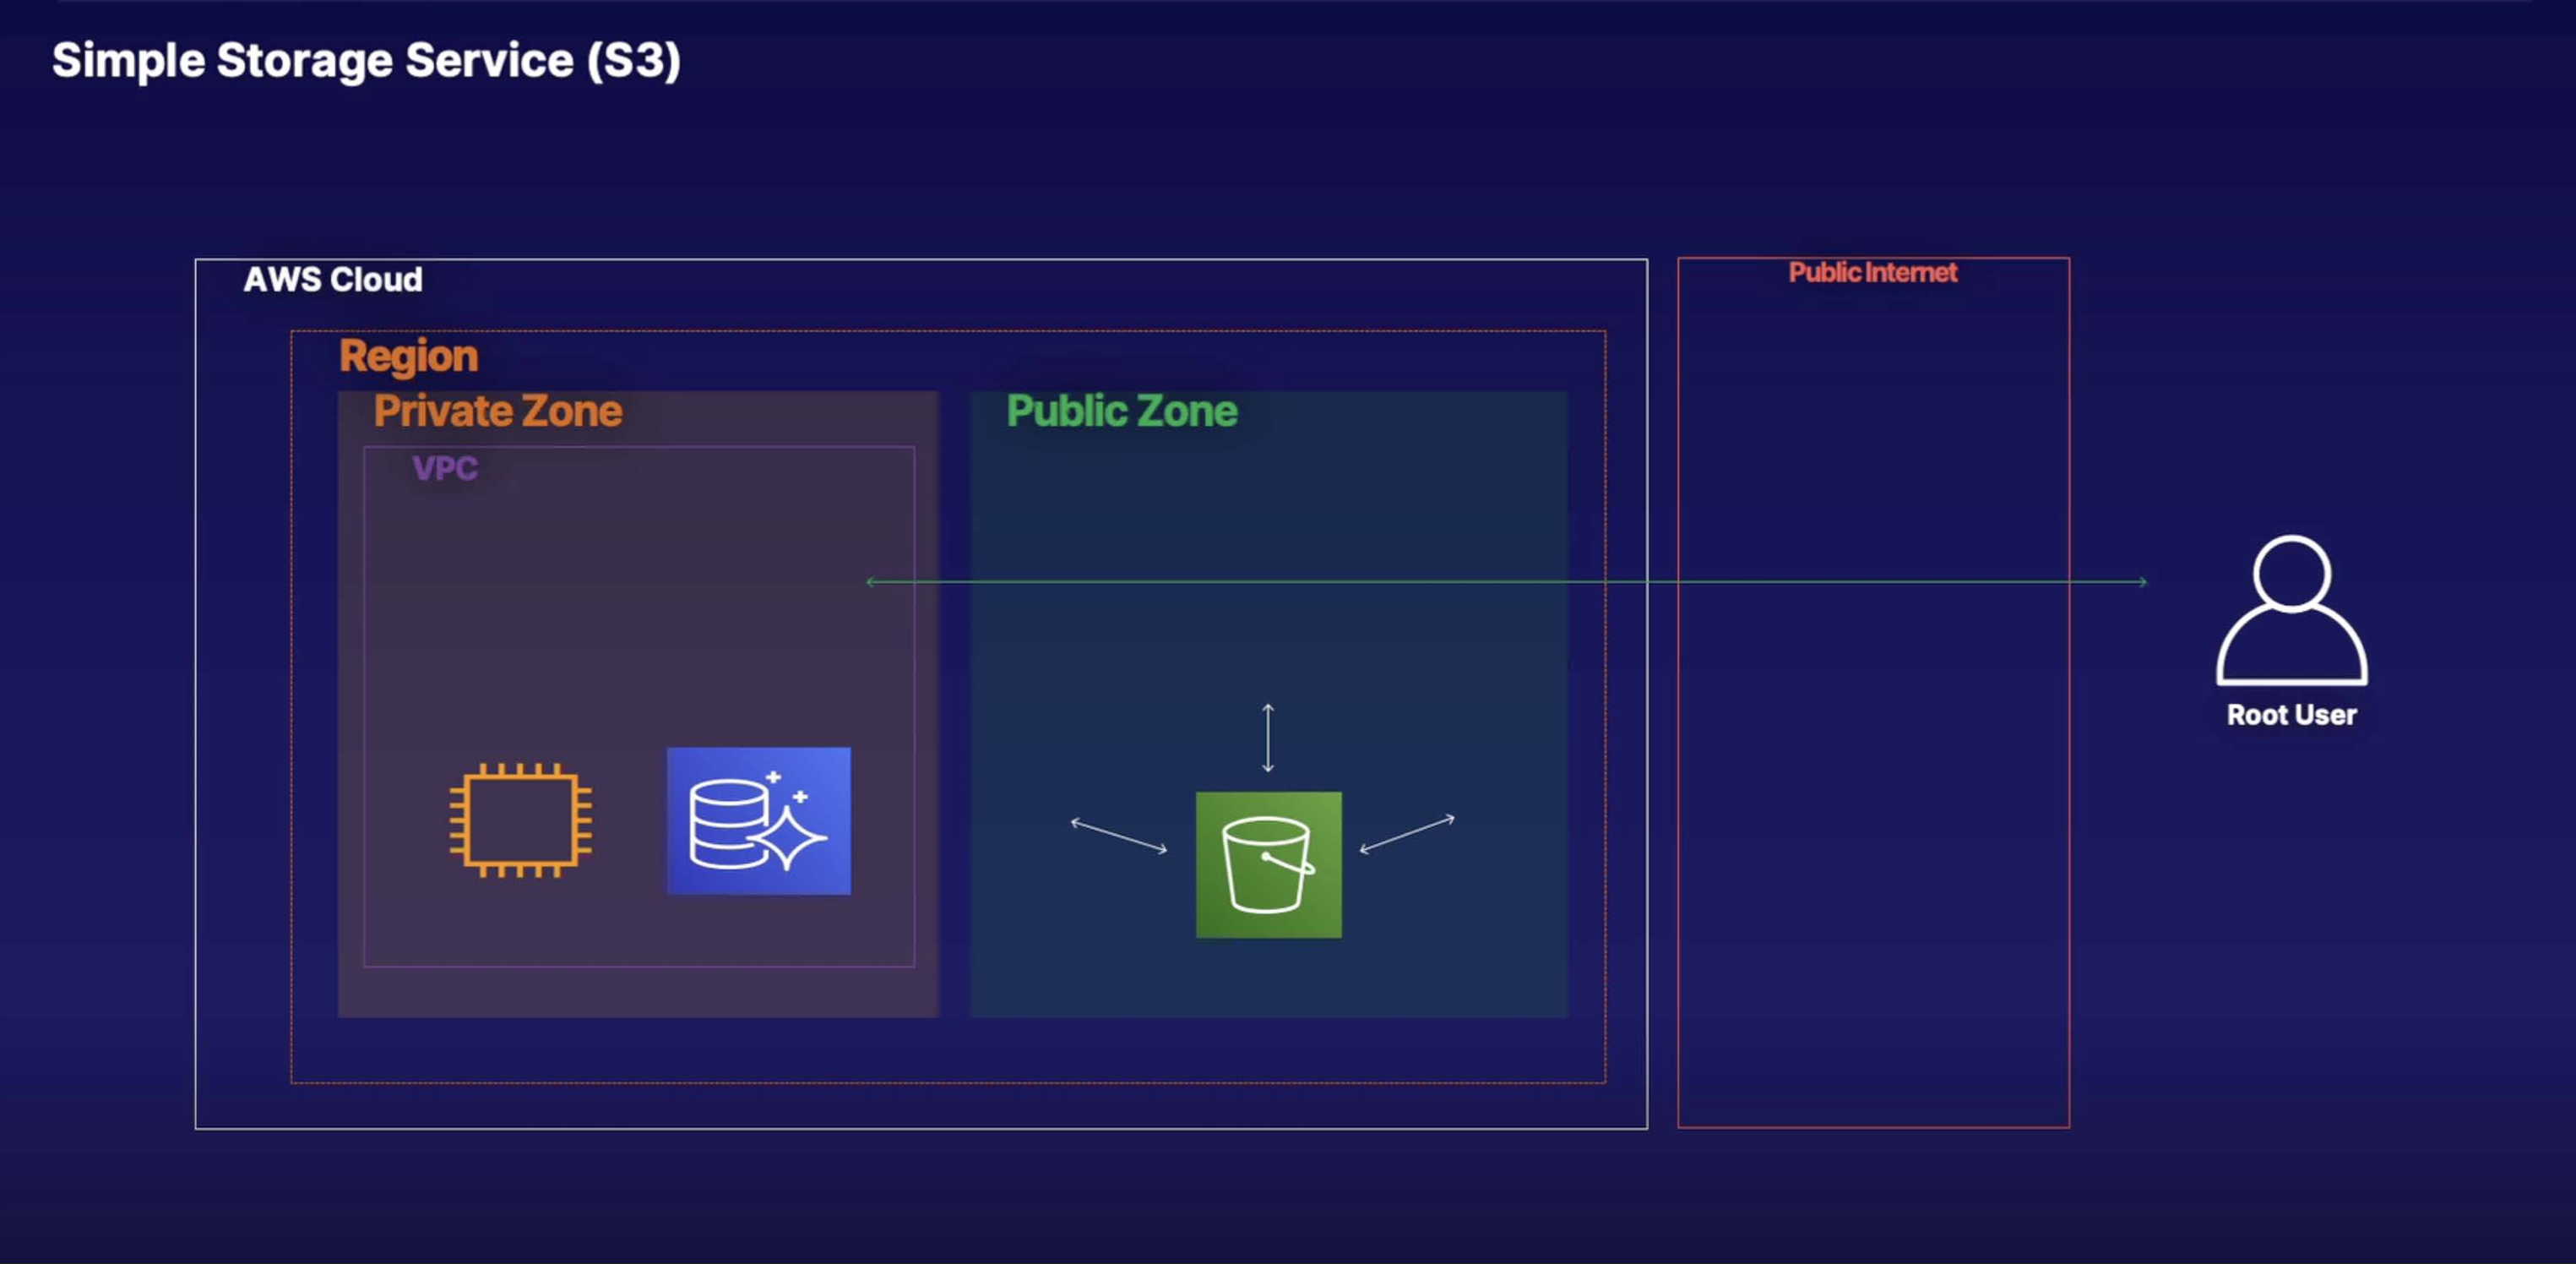 Simple Storage Service (S3)
AWS Cloud
Public Internet
Region
Private Zone
Public Zone
VPC
Root User